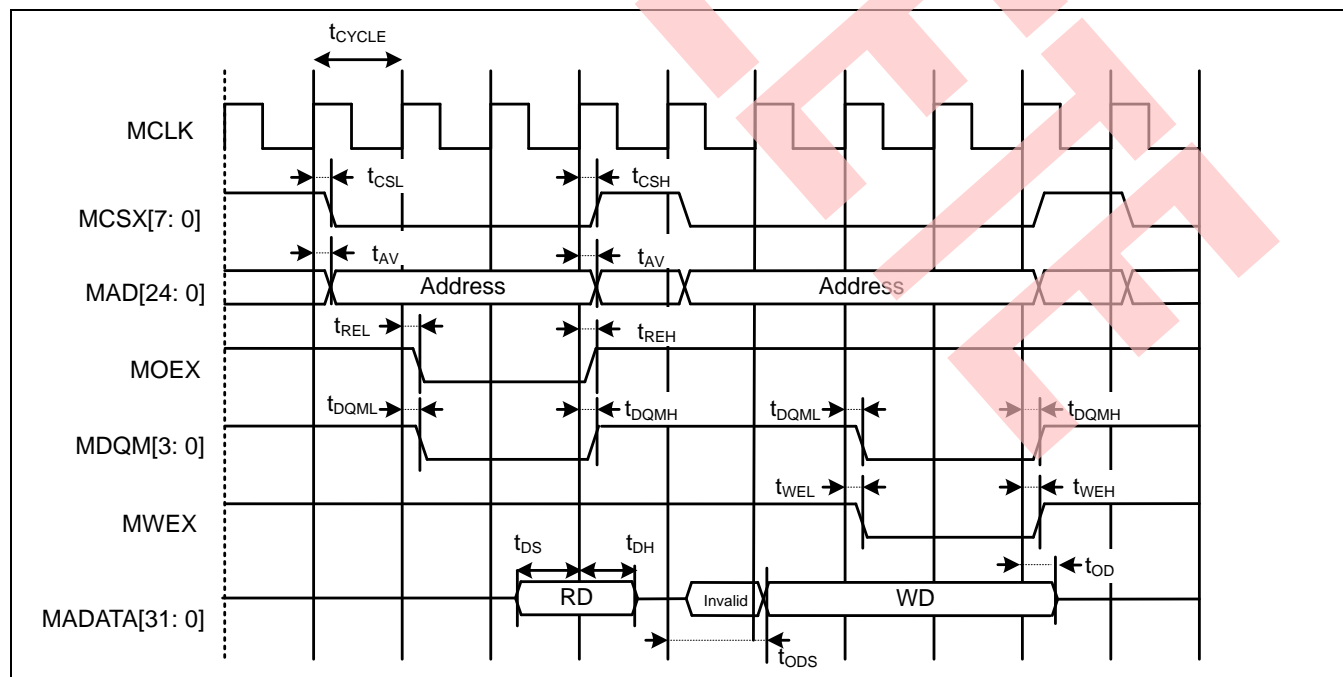 tCYCLE
MCLK
tCSL
tCSH
MCSX[7: 0]
tAV
tAV
MAD[24: 0]
Address
Address
tREL
tREH
MOEX
tDQML
tDQMH
tDQML
tDQMH
MDQM[3: 0]
tWEL
tWEH
MWEX
tDS
tDH
tOD
MADATA[31: 0]
RD
Invalid
WD
tODS